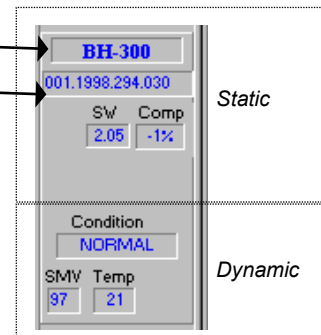 BH-300
001.1998.294.030
Static
SW Comp
2.05 -1%
Condition
NORMAL
Dynamic
SMV Temp
97 21